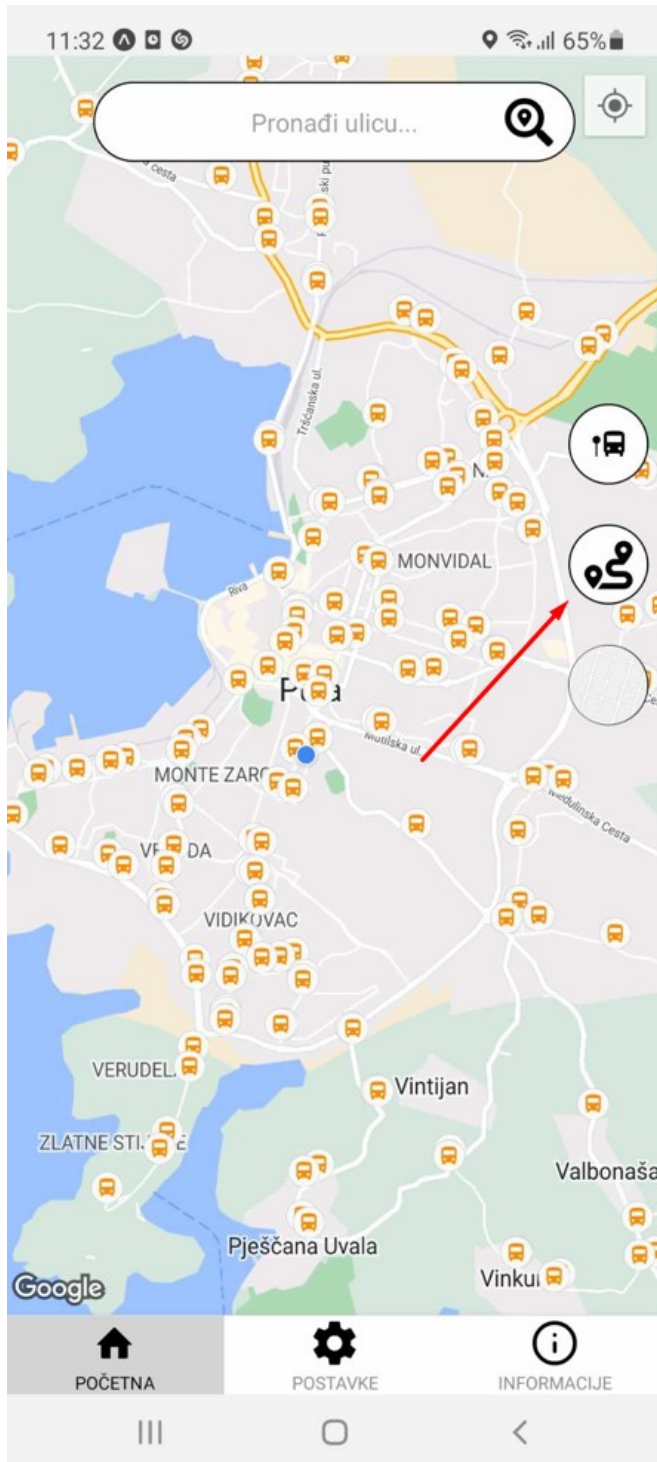 11:32
65%
Pronađi ulicu...
cesta
Tršćanska ul.
MONVIDAL
Riva
Mutilska ul.
MONTE ZARO
Medulinska Cesta
VIDIKOVAC
Vintijan
Valbonaša
Pješčana Uvala
Google
POČETNA
POSTAVKE
INFORMACIJE